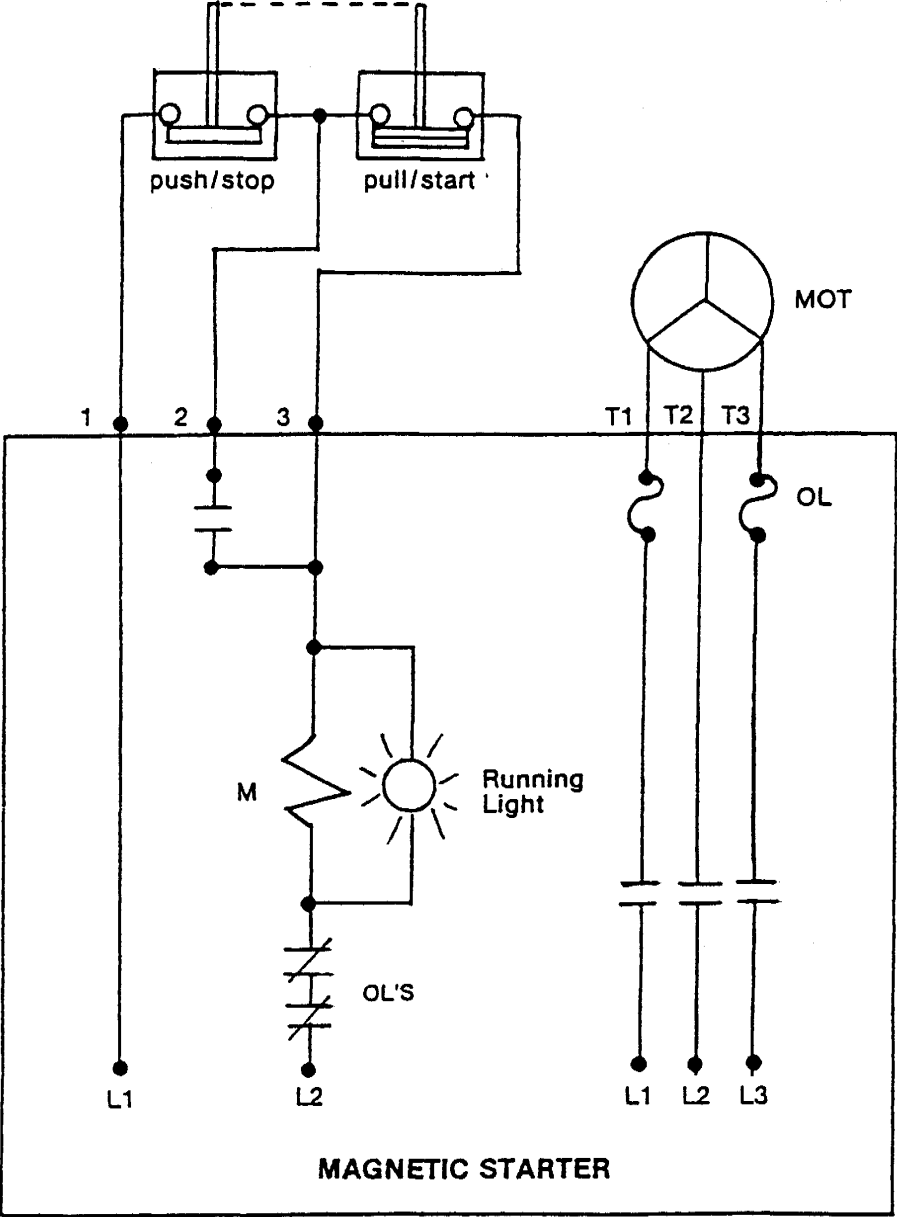 push/stop
pull/start
MOT
1
2
3
T1
T2
T3
OL
M
Running
Light
OL'S
L1
L2
L1
L2
L3
MAGNETIC STARTER